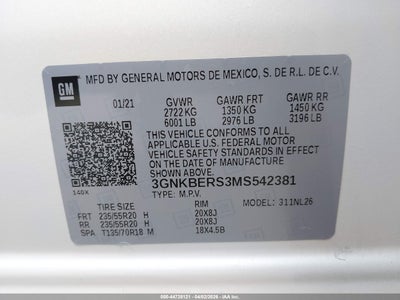 GM
MFD BY GENERAL MOTORS DE MEXICO, S. DE R.L. DE C.V.
01/21 GVWR GAWR FRT GAWR RR
2722 KG 1350 KG 1450 KG
6001 LB 2976 LB 3196 LB
THIS VEHICLE CONFORMS TO ALL
APPLICABLE U.S. FEDERAL MOTOR
VEHICLE SAFETY STANDARDS IN
EFFECT ON THE DATE OF
MANUFACTURE SHOWN ABOVE.
3GNKBERS3MS542381
140X
TYPE: M.P.V.
TIRE SIZE RIM MODEL: 311NL26
FRT 235/55R20 H 20X8J
RR 235/55R20 H 20X8J
SPA T135/70R18 M 18X4.5B